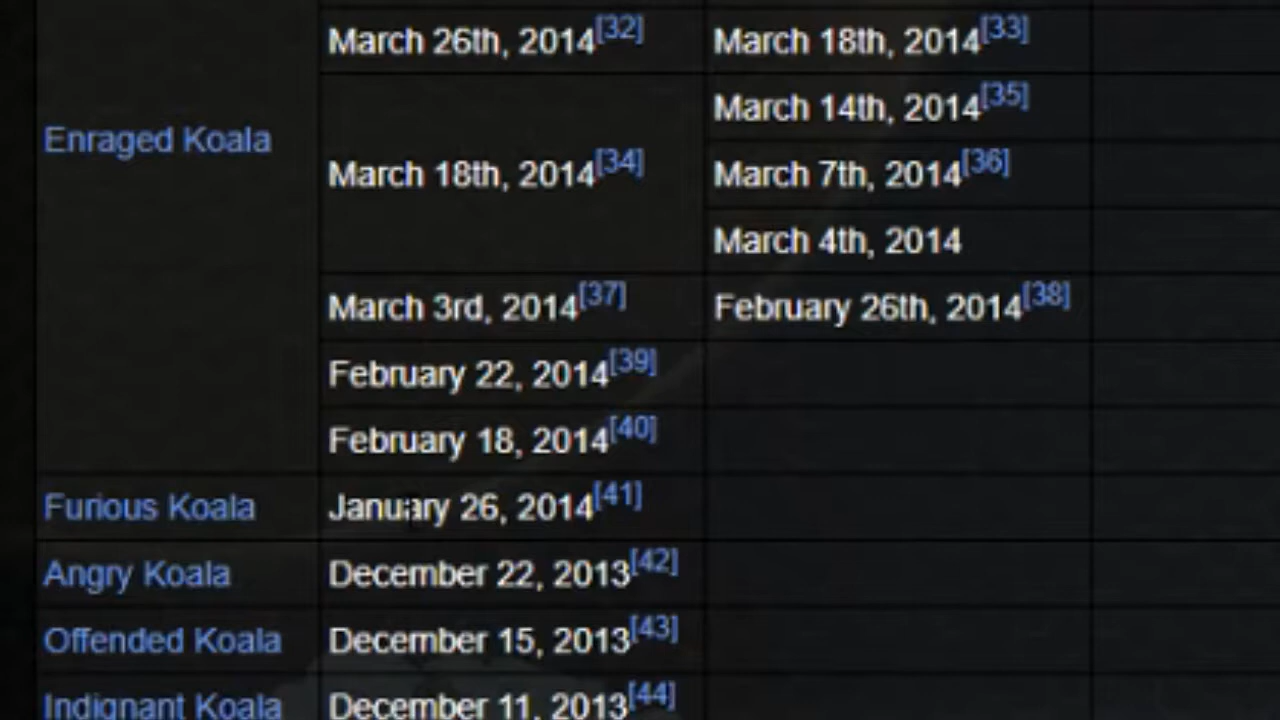 March 26th, 2014[32] March 18th, 2014[33]
March 14th, 2014[35]
Enraged Koala
March 18th, 2014[34] March 7th, 2014[36]
March 4th, 2014
March 3rd, 2014[37] February 26th, 2014[38]
February 22, 2014[39]
February 18, 2014[40]
Furious Koala January 26, 2014[41]
Angry Koala December 22, 2013[42]
Offended Koala December 15, 2013[43]
Indignant Koala December 11, 2013[44]